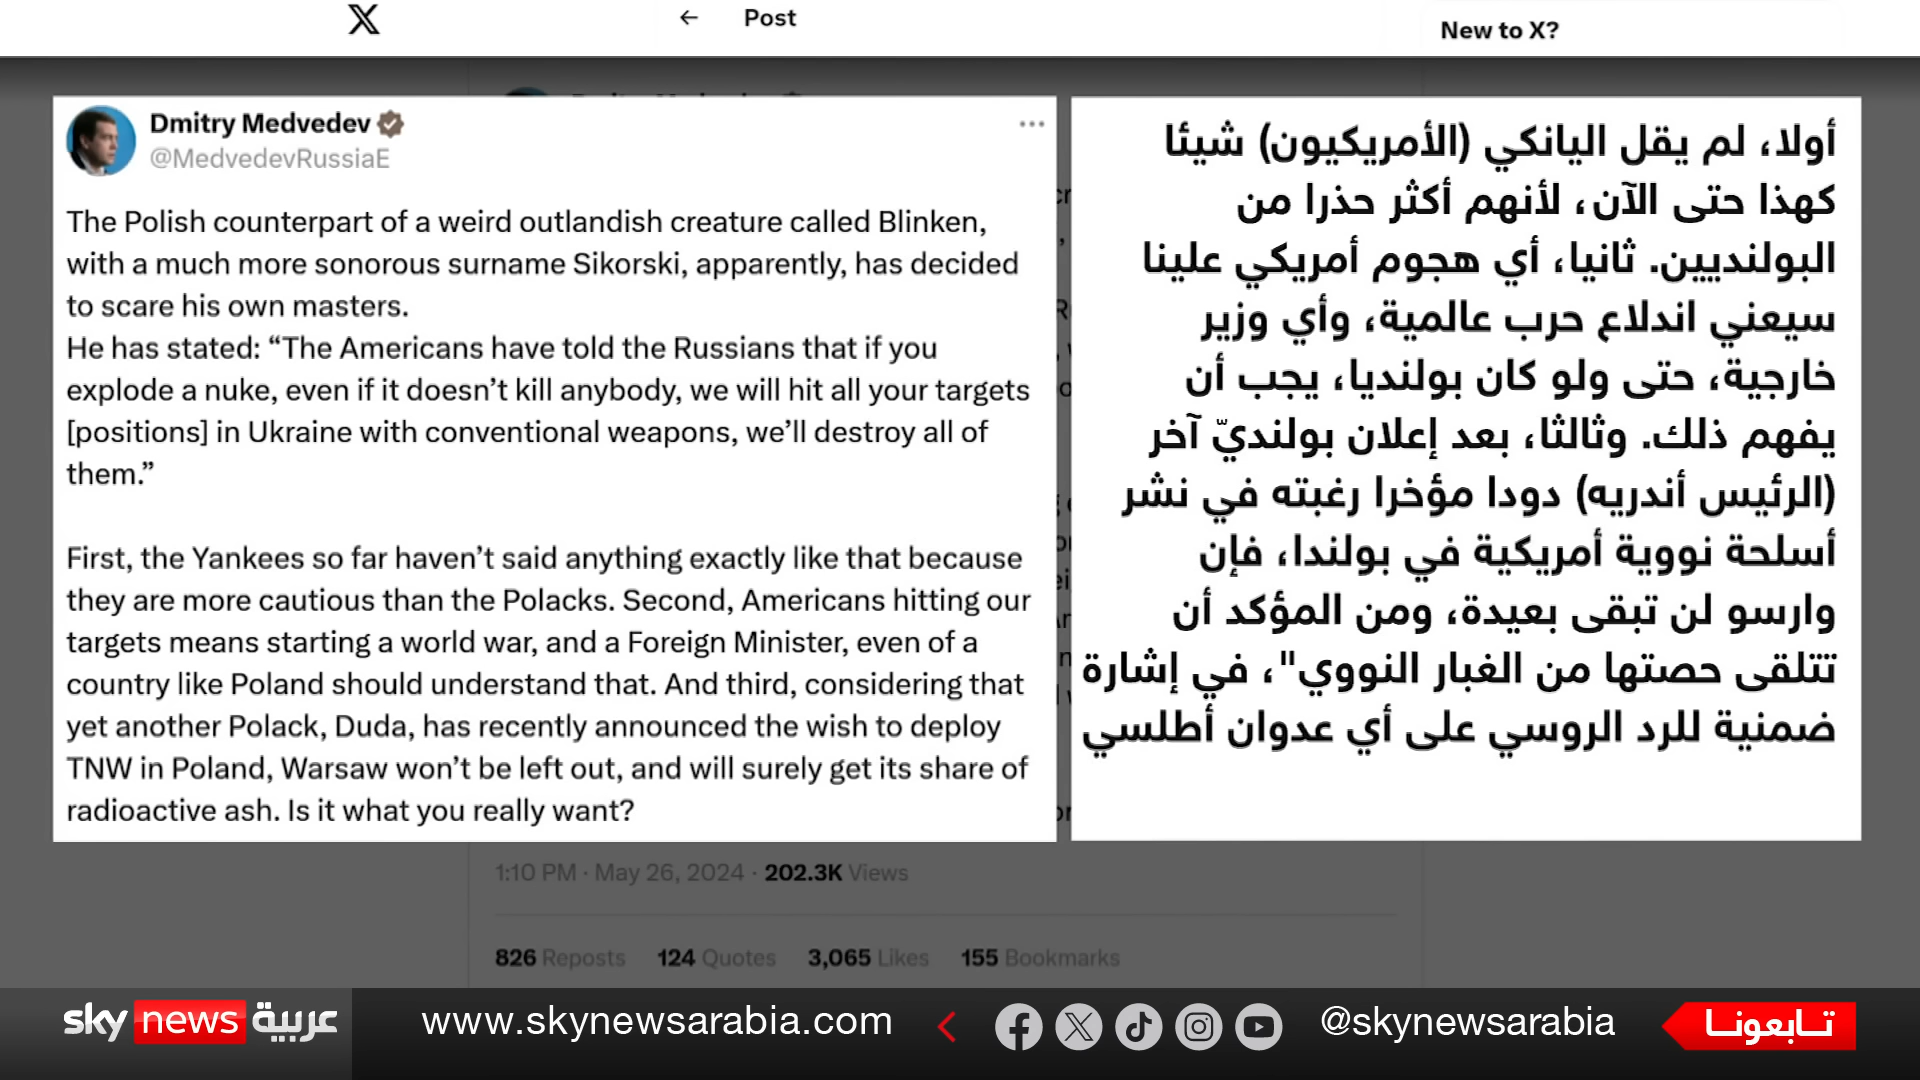 Post
New to X?
Dmitry Medvedev
@MedvedevRussiaE
The Polish counterpart of a weird outlandish creature called Blinken,
with a much more sonorous surname Sikorski, apparently, has decided
to scare his own masters.
He has stated: “The Americans have told the Russians that if you
explode a nuke, even if it doesn’t kill anybody, we will hit all your targets
[positions] in Ukraine with conventional weapons, we’ll destroy all of
them.”
First, the Yankees so far haven’t said anything exactly like that because
they are more cautious than the Polacks. Second, Americans hitting our
targets means starting a world war, and a Foreign Minister, even of a
country like Poland should understand that. And third, considering that
yet another Polack, Duda, has recently announced the wish to deploy
TNW in Poland, Warsaw won’t be left out, and will surely get its share of
radioactive ash. Is it what you really want?
أولا، لم يقل اليانكي (الأمريكيون) شيئا
كهذا حتى الآن، لأنهم أكثر حذرا من
البولنديين. ثانيا، أي هجوم أمريكي علينا
سيعني اندلاع حرب عالمية، وأي وزير
خارجية، حتى ولو كان بولنديا، يجب أن
يفهم ذلك. وثالثا، بعد إعلان بولنديّ آخر
(الرئيس أندريه) دودا مؤخرا رغبته في نشر
أسلحة نووية أمريكية في بولندا، فإن
وارسو لن تبقى بعيدة، ومن المؤكد أن
تتلقى حصتها من الغبار النووي"، في إشارة
ضمنية للرد الروسي على أي عدوان أطلسي
1:10 PM · May 26, 2024 · 202.3K Views
826 Reposts 124 Quotes 3,065 Likes 155 Bookmarks
sky news عربية
www.skynewsarabia.com
@skynewsarabia
تابعونا